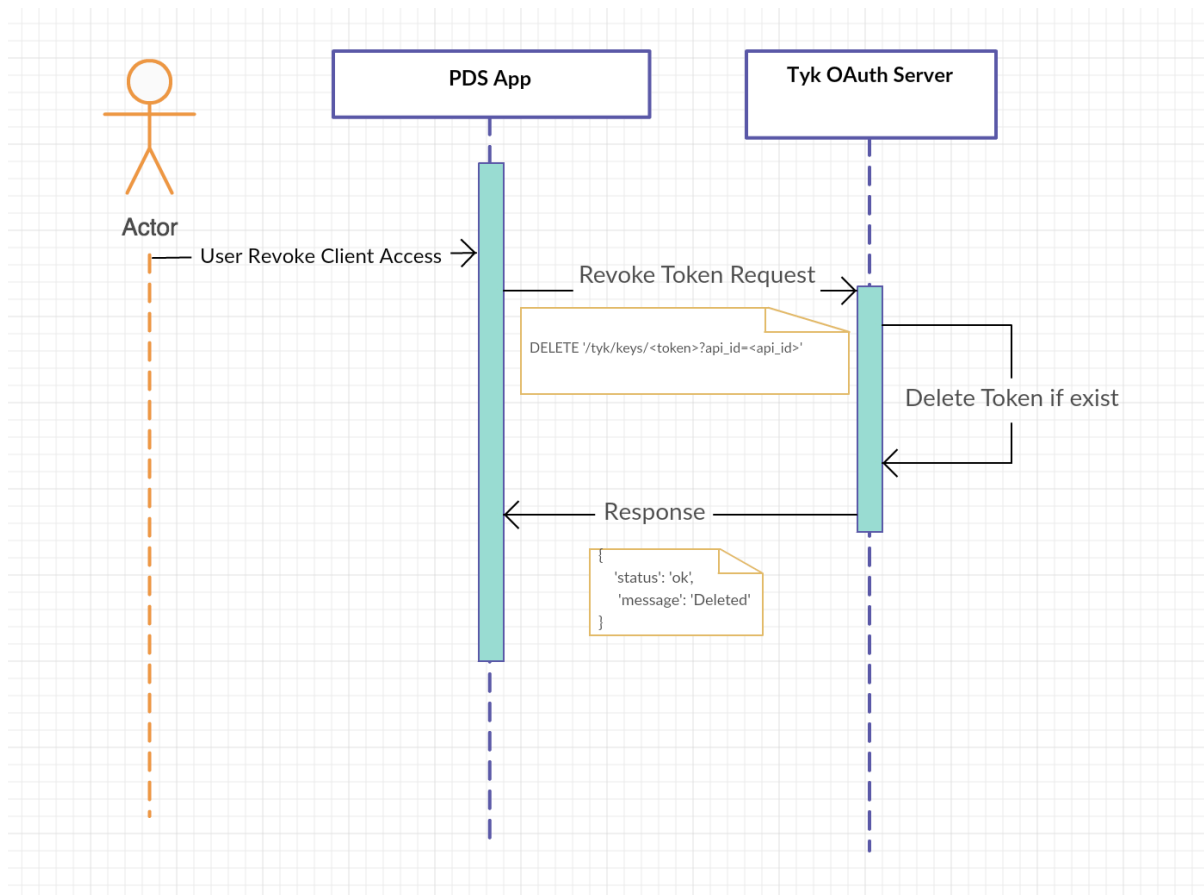 PDS App
Tyk OAuth Server
Actor
User Revoke Client Access
Revoke Token Request
DELETE '/tyk/keys/<token>?api_id=<api_id>'
Delete Token if exist
Response
{
'status': 'ok',
'message': 'Deleted'
}